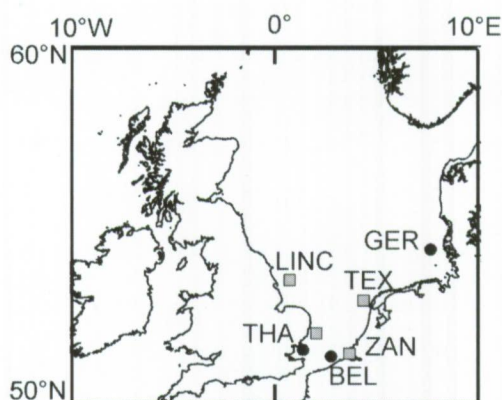 10°W 0° 10°E
60°N
GER
LINC
TEX
THA
ZAN
BEL
50°N